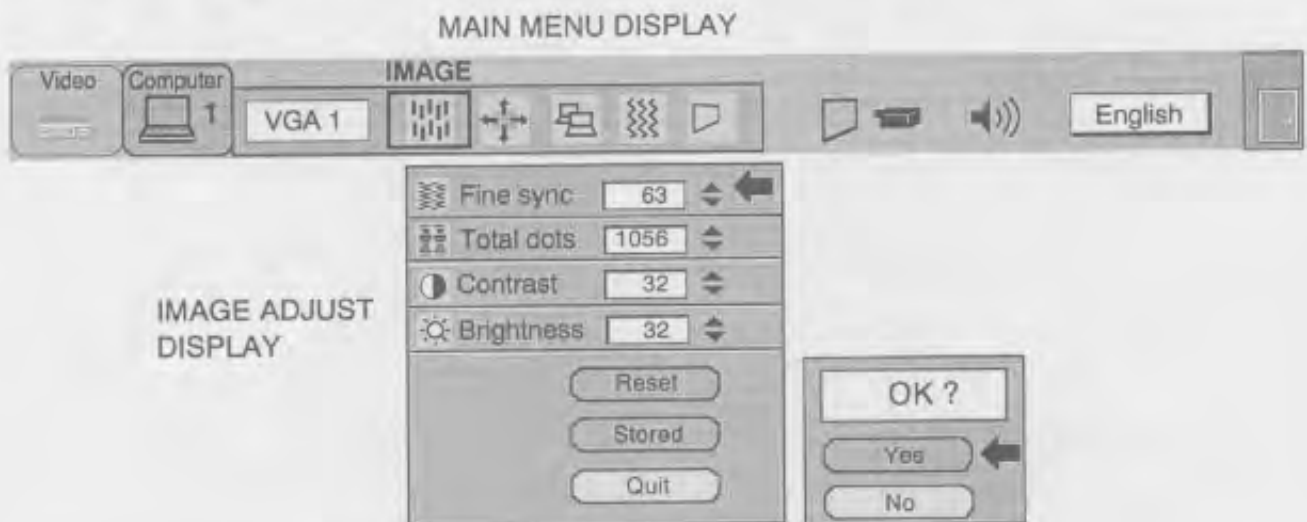 MAIN MENU DISPLAY
Video
Computer
1
VGA 1
IMAGE
English
Fine sync 63
Total dots 1056
Contrast 32
Brightness 32
IMAGE ADJUST
DISPLAY
Reset
Stored
Quit
OK ?
Yes
No